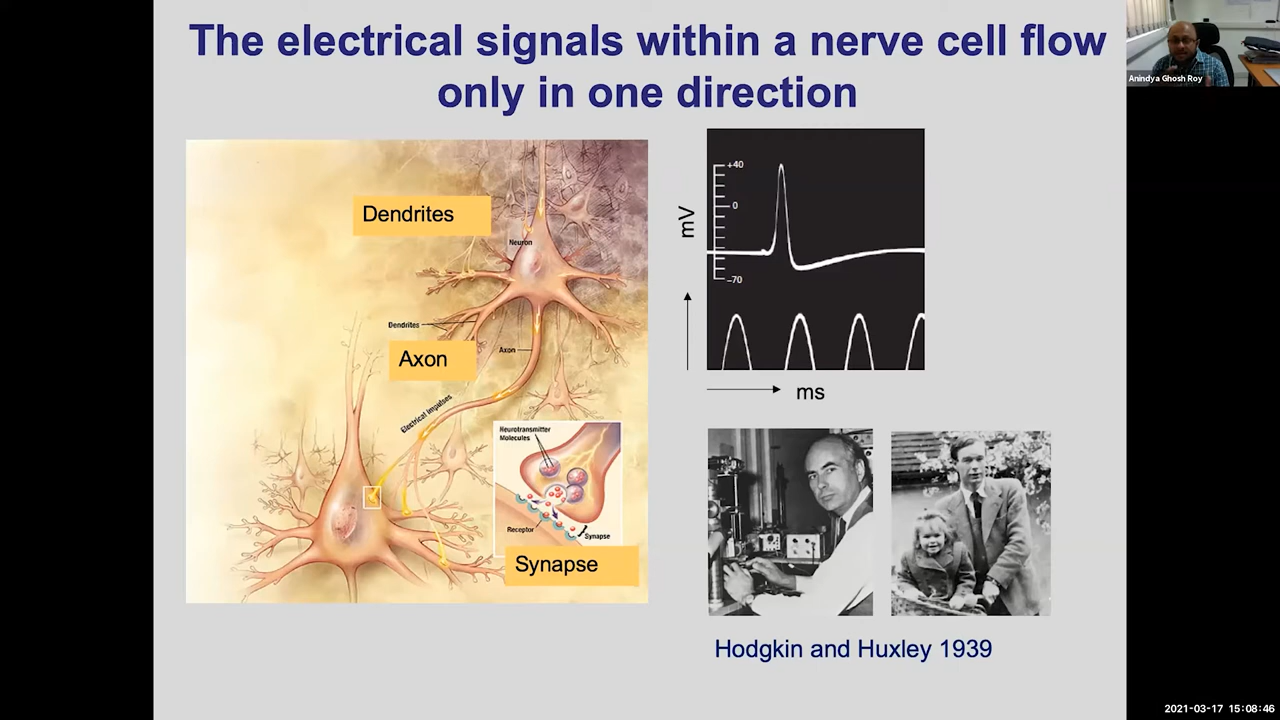 The electrical signals within a nerve cell flow
only in one direction
Anindya Ghosh Roy
Dendrites
Neuron
Dendrites
Axon
Axon
Electrical Impulses
Neurotransmitter
Molecules
Receptor
Synapse
Synapse
mV
+40
0
-70
ms
Hodgkin and Huxley 1939
2021-03-17 15:08:46